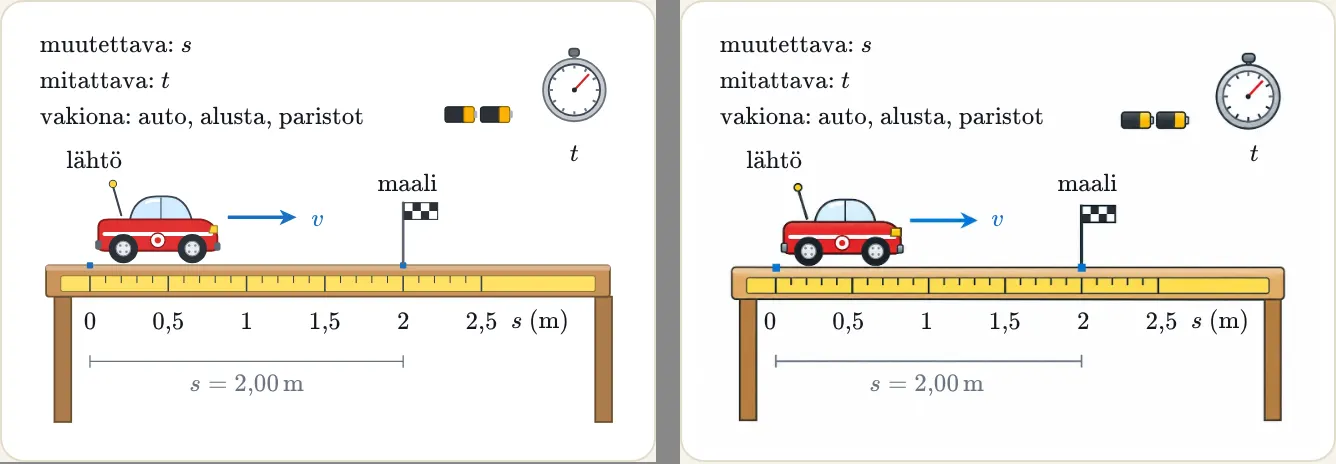 muutettava: s
mitattava: t
vakiona: auto, alusta, paristot
t
lähtö
maali
v
0 0,5 1 1,5 2 2,5 s (m)
s = 2,00 m
muutettava: s
mitattava: t
vakiona: auto, alusta, paristot
t
lähtö
maali
v
0 0,5 1 1,5 2 2,5 s (m)
s = 2,00 m